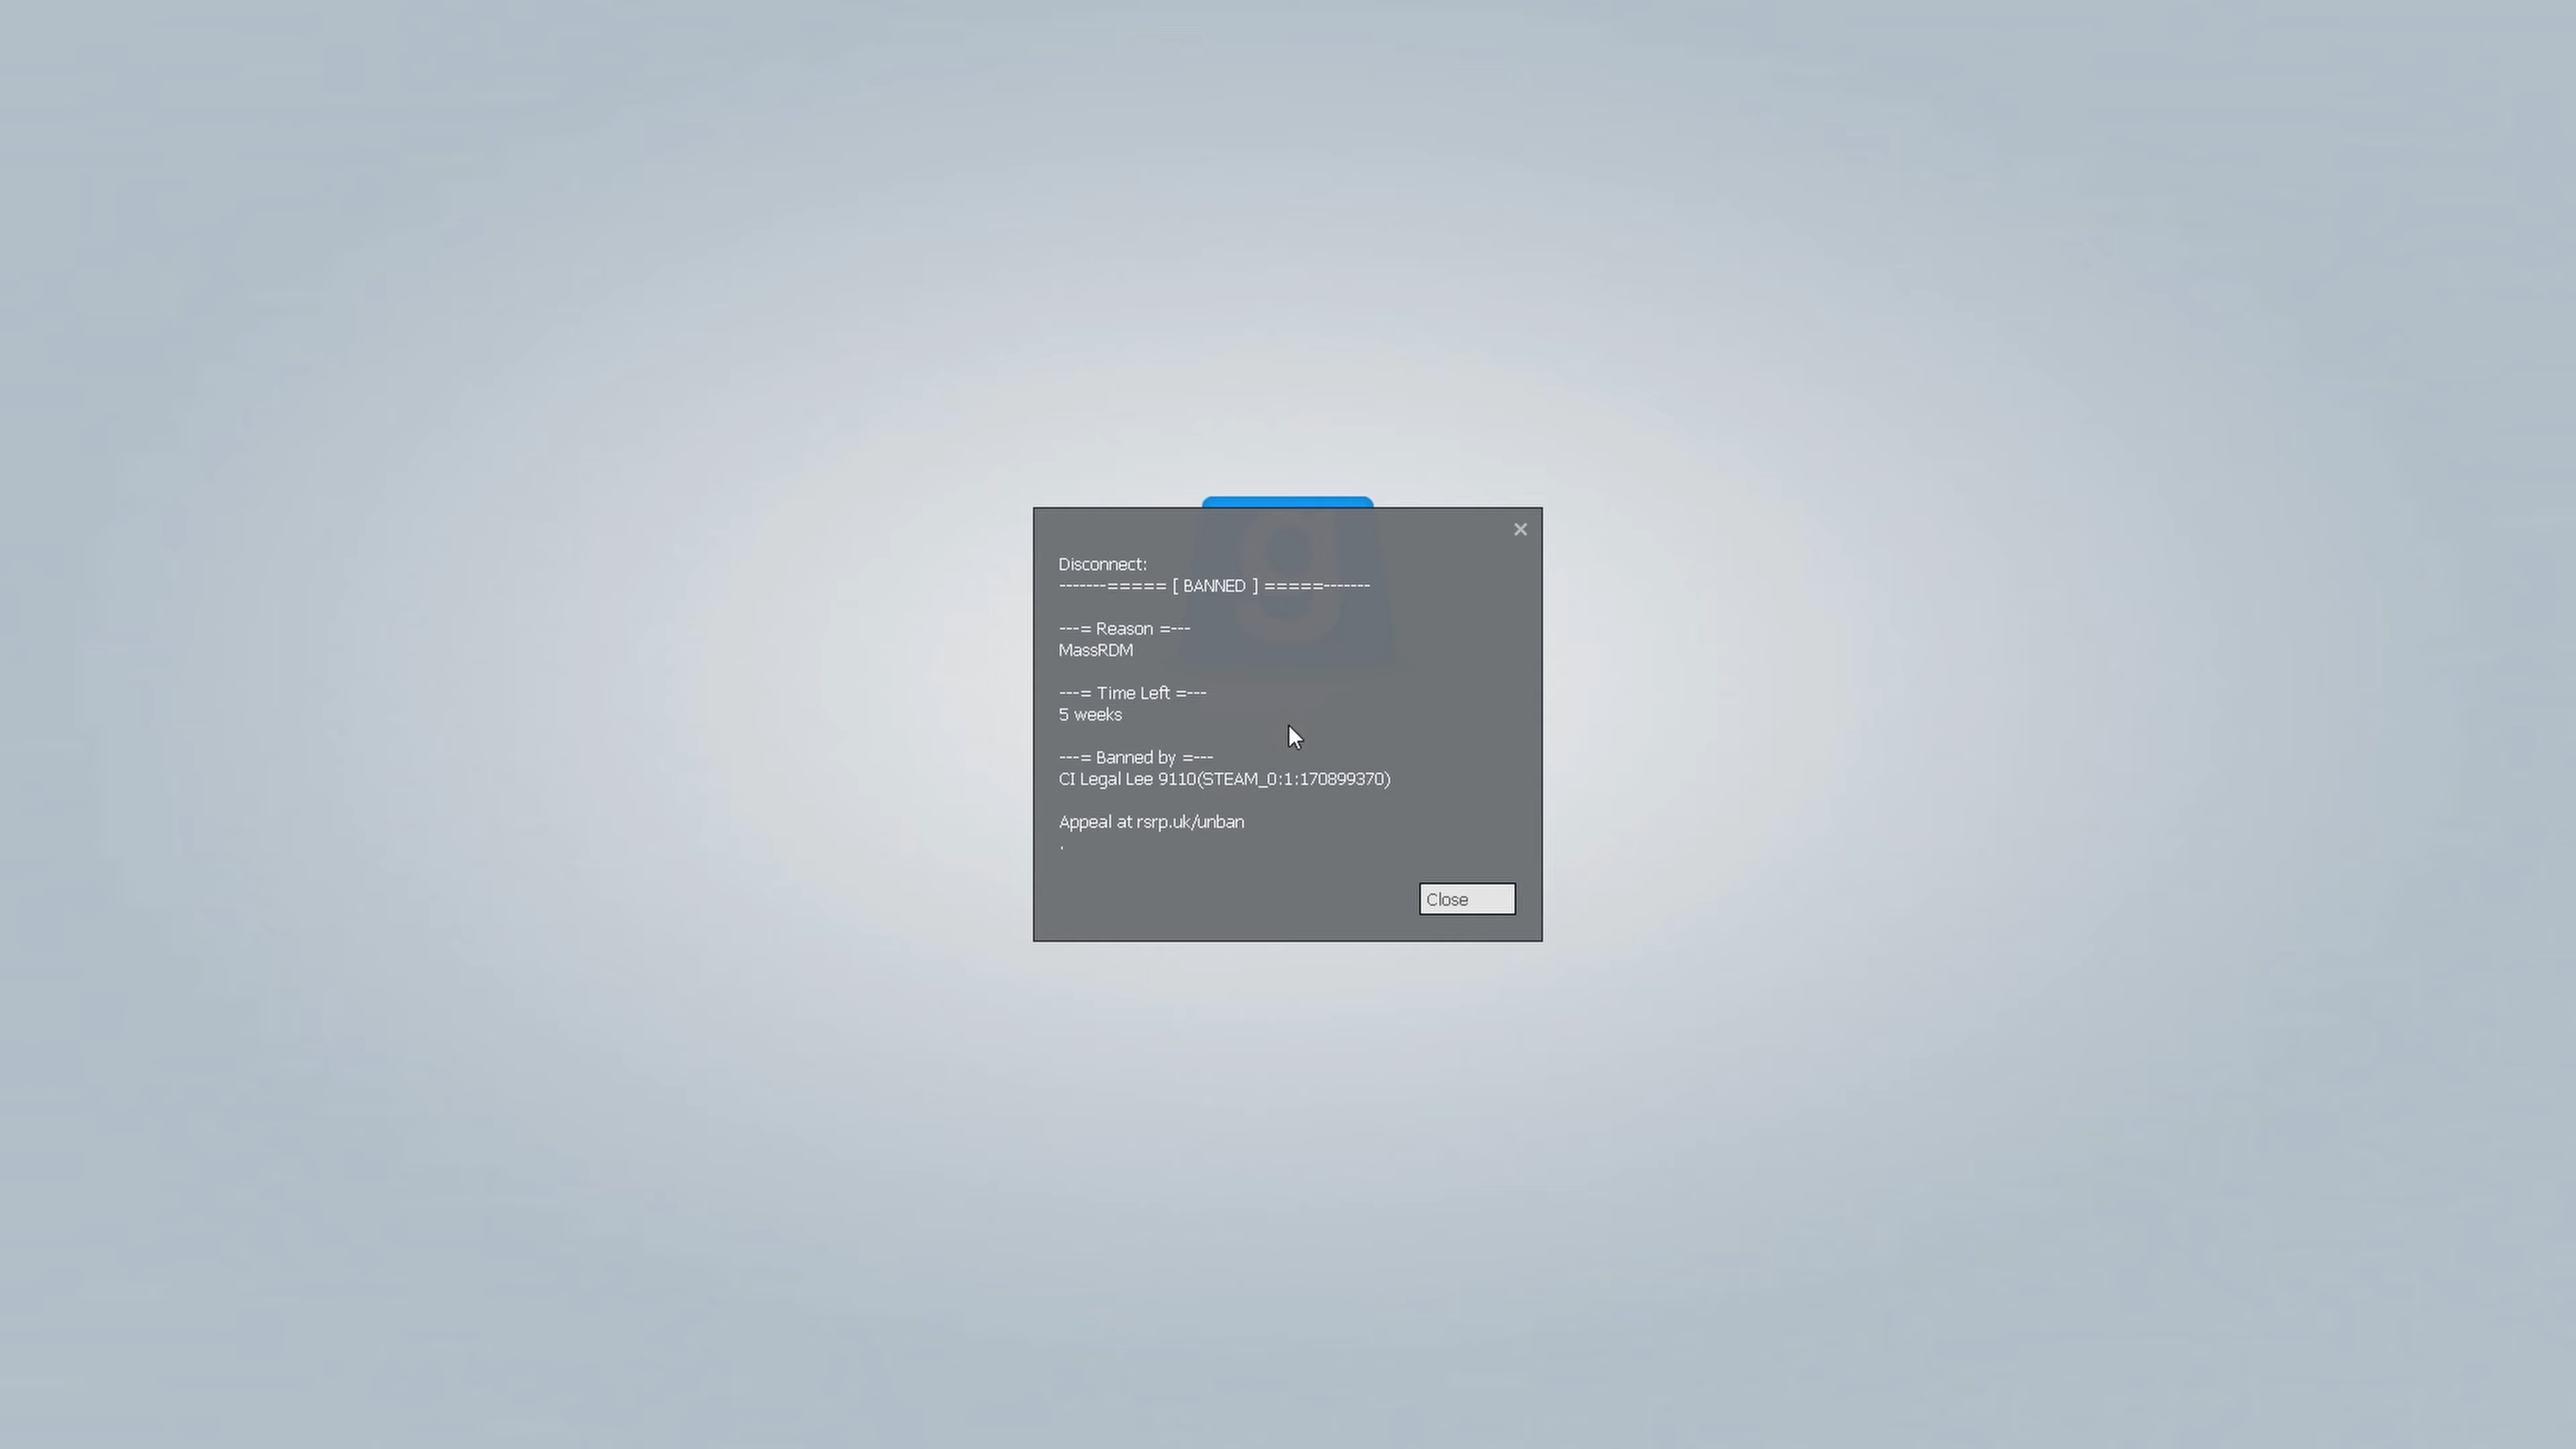 Disconnect:
-------===== [ BANNED ] =====-------
---= Reason =---
MassRDM
---= Time Left =---
5 weeks
---= Banned by =---
CI Legal Lee 9110(STEAM_0:1:170899370)
Appeal at rsrp.uk/unban
.
Close